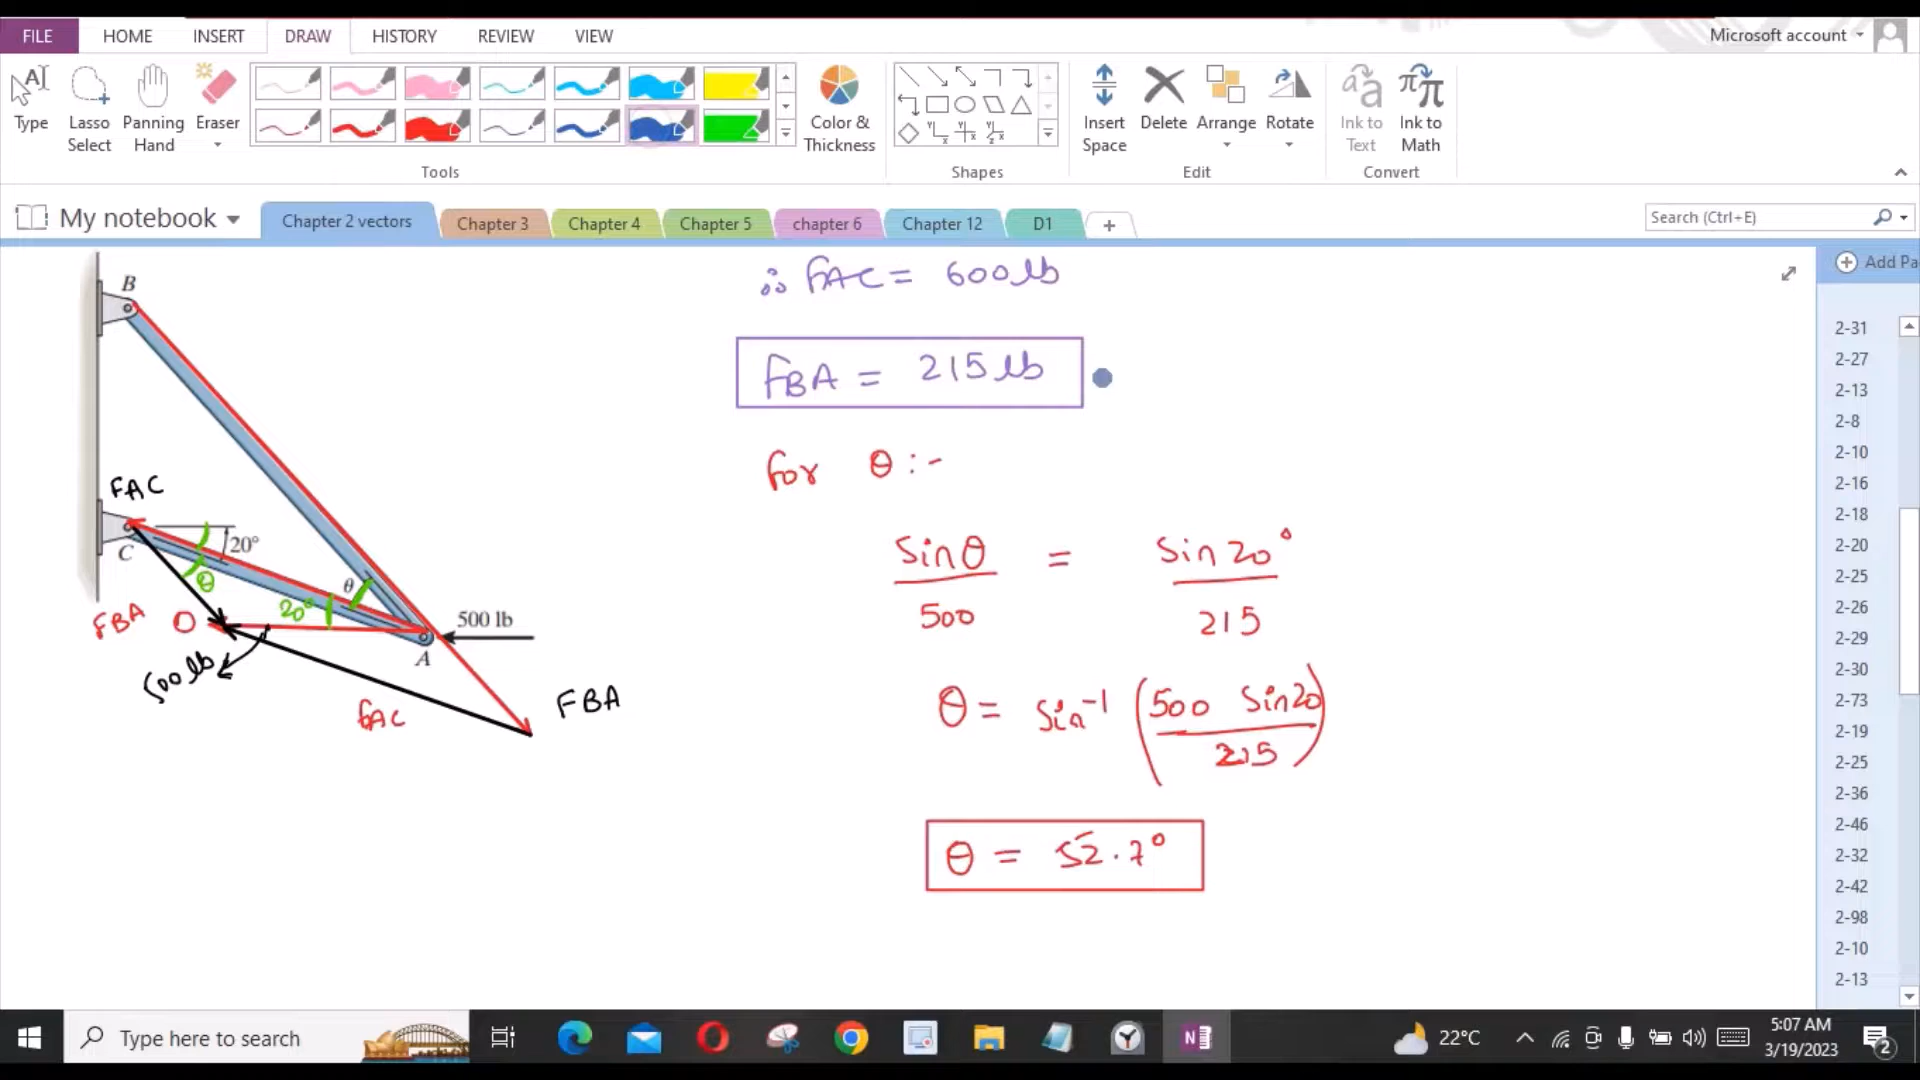 FILE HOME INSERT DRAW HISTORY REVIEW VIEW Microsoft account
Type Lasso Select Panning Hand Eraser Color & Thickness Insert Space Delete Arrange Rotate Ink to Text Ink to Math
Tools Shapes Edit Convert
My notebook Chapter 2 vectors Chapter 3 Chapter 4 Chapter 5 chapter 6 Chapter 12 D1 + Search (Ctrl+E)
Add Pa
2-31
2-27
2-13
2-8
2-10
2-16
2-18
2-20
2-25
2-26
2-29
2-30
2-73
2-19
2-25
2-36
2-46
2-32
2-42
2-98
2-10
2-13
B
FAC
C
20°
θ
θ
20°
FBA
O
500 lb
A
500 lb
FAC
FBA
∴ FAC = 600 lb
FBA = 215 lb
For θ :-
Sinθ = Sin 20°
500 215
θ = Sin⁻¹ (500 Sin20
215)
θ = 52.7°
Type here to search
22°C
5:07 AM
3/19/2023
2